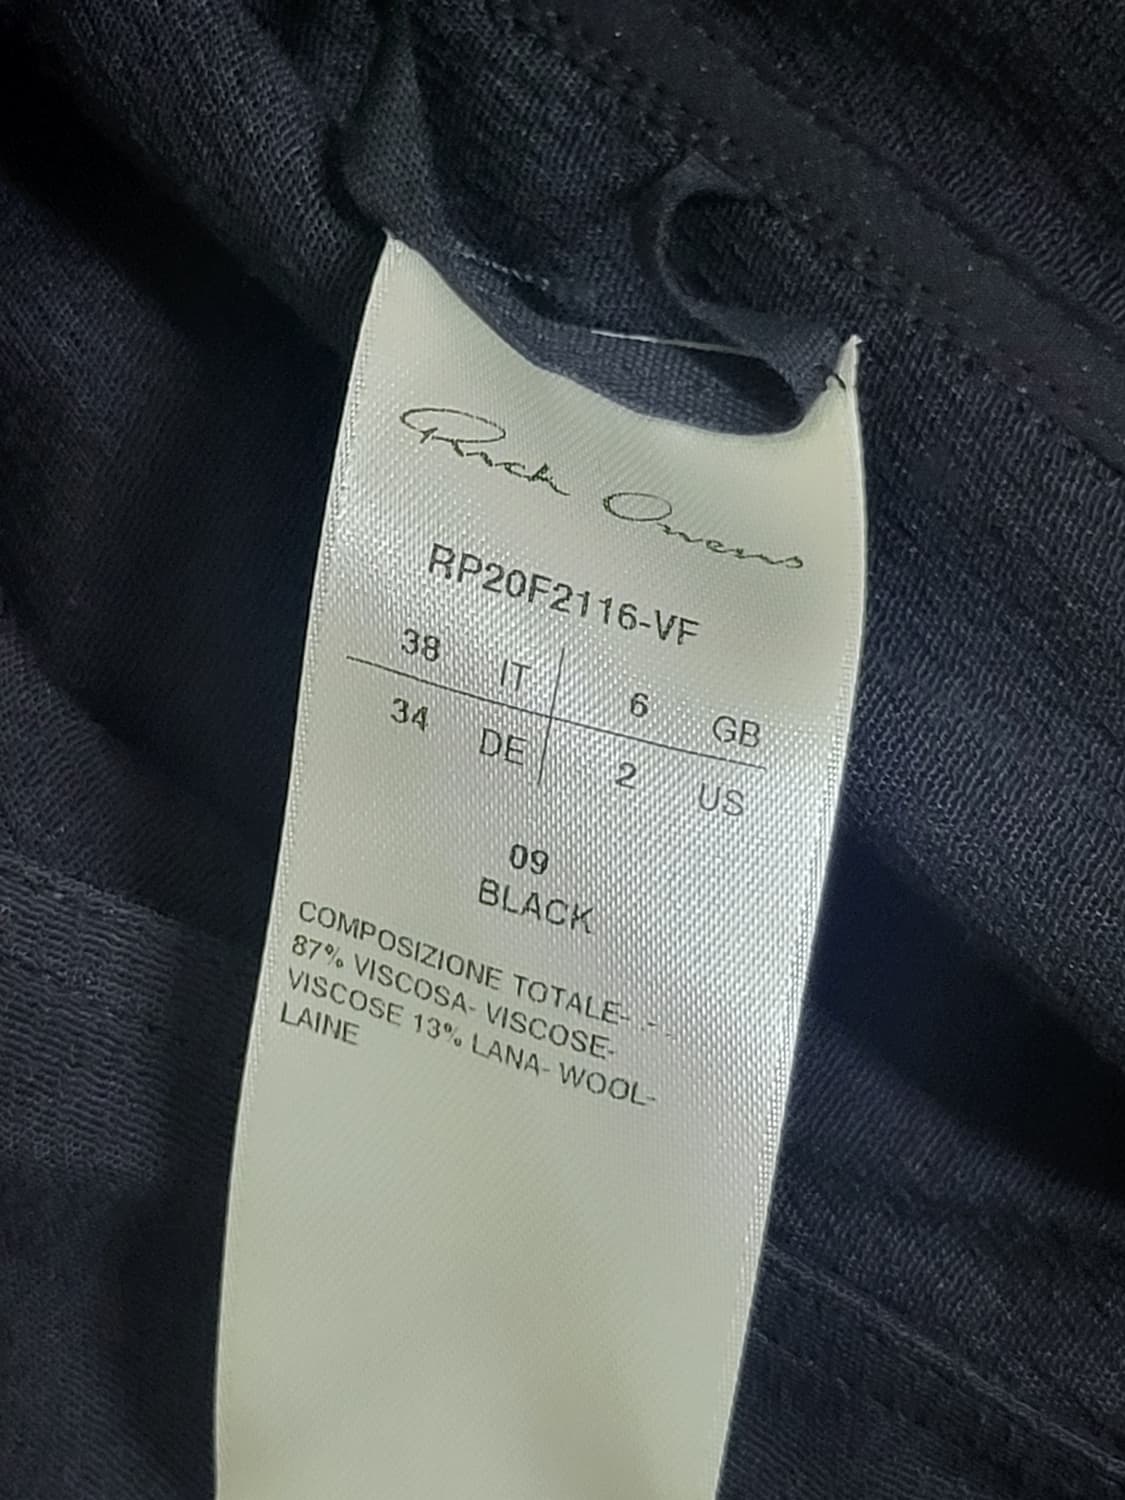 Rick Owens
RP20F2116-VF
38 IT 6 GB
34 DE 2 US
09
BLACK
COMPOSIZIONE TOTALE- - -
87% VISCOSA- VISCOSE-
VISCOSE 13% LANA- WOOL-
LAINE